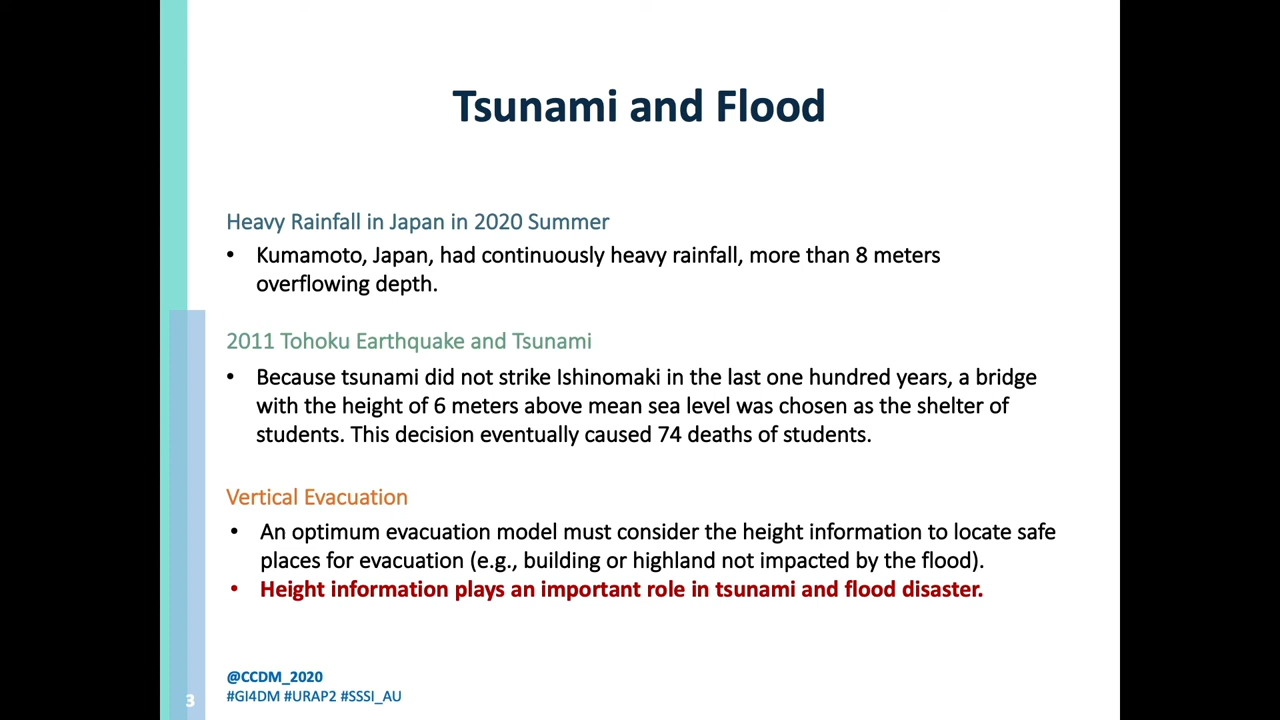 Tsunami and Flood
Heavy Rainfall in Japan in 2020 Summer
• Kumamoto, Japan, had continuously heavy rainfall, more than 8 meters
overflowing depth.
2011 Tohoku Earthquake and Tsunami
• Because tsunami did not strike Ishinomaki in the last one hundred years, a bridge
with the height of 6 meters above mean sea level was chosen as the shelter of
students. This decision eventually caused 74 deaths of students.
Vertical Evacuation
• An optimum evacuation model must consider the height information to locate safe
places for evacuation (e.g., building or highland not impacted by the flood).
• Height information plays an important role in tsunami and flood disaster.
@CCDM_2020
#GI4DM #URAP2 #SSSI_AU
3